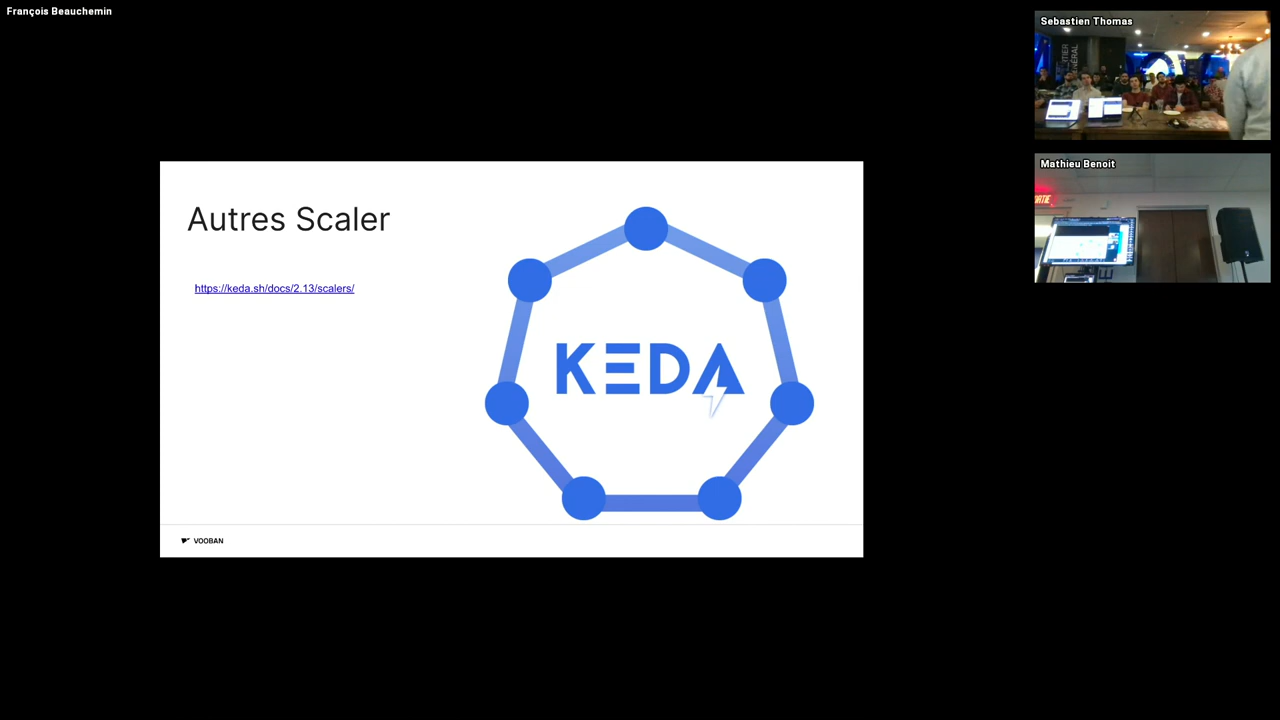 François Beauchemin
Sebastien Thomas
Mathieu Benoit
Autres Scaler
https://keda.sh/docs/2.13/scalers/
KEDA
VOOBAN